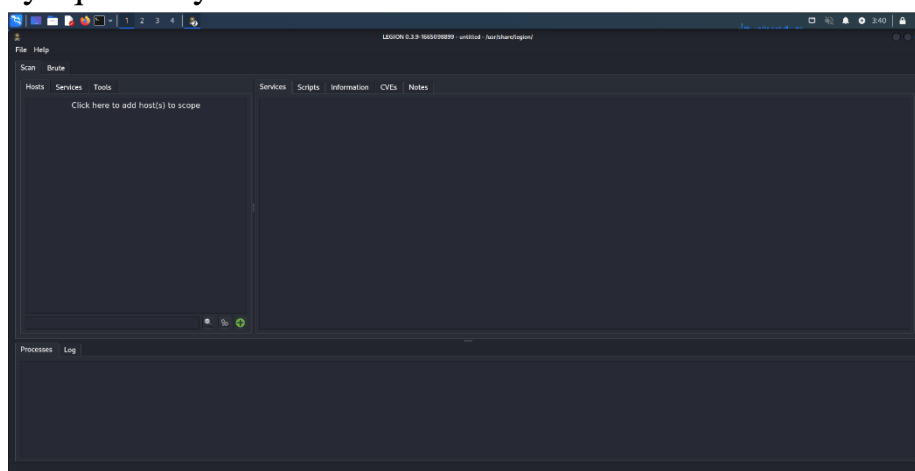 1 2 3 4 3:40
LEGION 0.3.9-1665098899 - untitled - /usr/share/legion/
File Help
Scan Brute
Hosts Services Tools Services Scripts Information CVEs Notes
Click here to add host(s) to scope
Processes Log